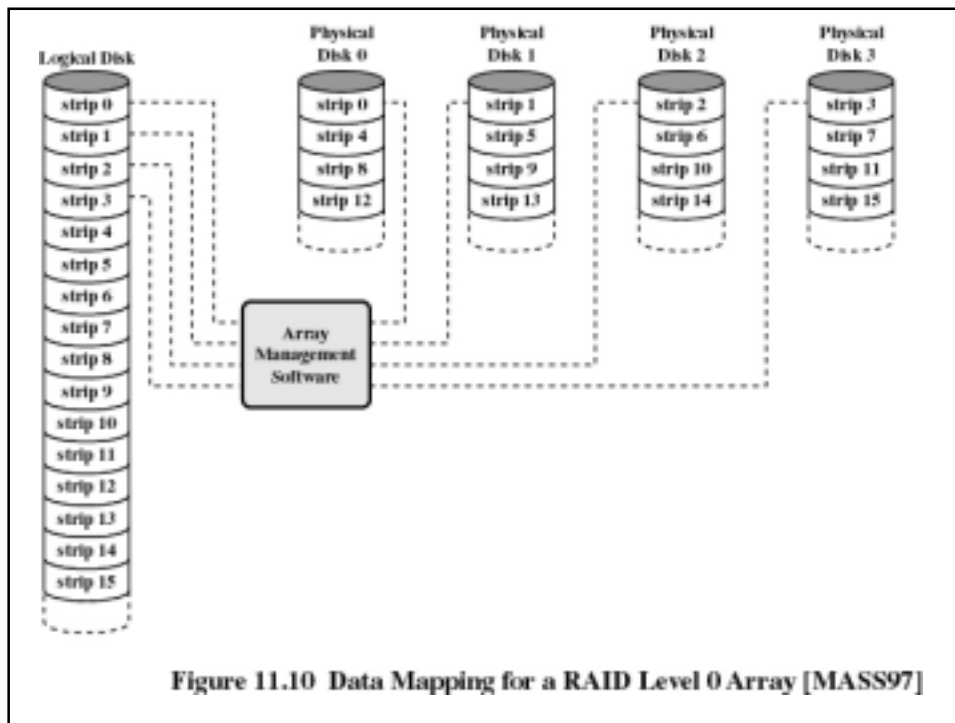 Logical Disk
strip 0
strip 1
strip 2
strip 3
strip 4
strip 5
strip 6
strip 7
strip 8
strip 9
strip 10
strip 11
strip 12
strip 13
strip 14
strip 15
Physical
Disk 0
strip 0
strip 4
strip 8
strip 12
Physical
Disk 1
strip 1
strip 5
strip 9
strip 13
Physical
Disk 2
strip 2
strip 6
strip 10
strip 14
Physical
Disk 3
strip 3
strip 7
strip 11
strip 15
Array
Management
Software
Figure 11.10 Data Mapping for a RAID Level 0 Array [MASS97]